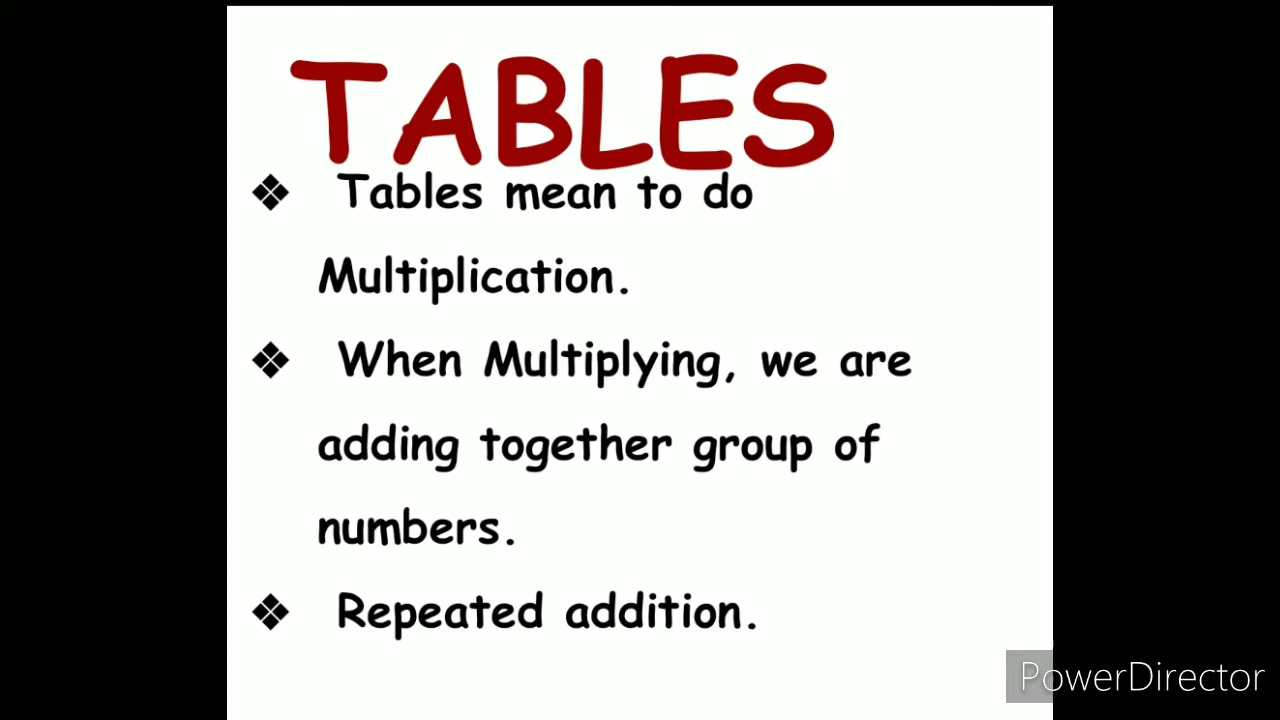 TABLES
❖ Tables mean to do
Multiplication.
❖ When Multiplying, we are
adding together group of
numbers.
❖ Repeated addition.
PowerDirector